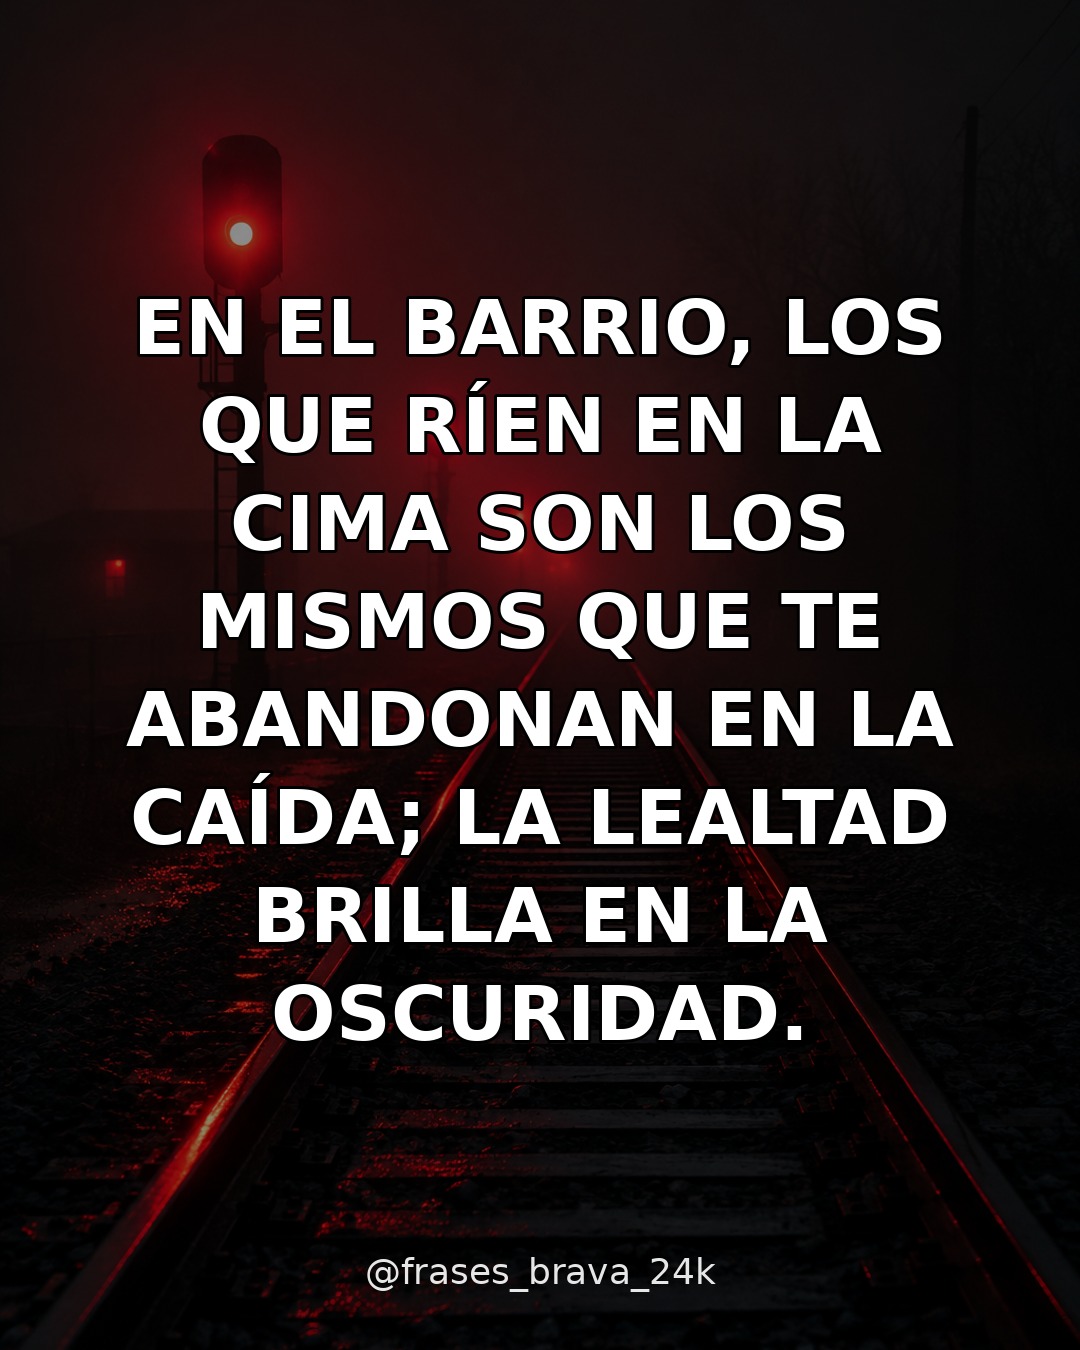 EN EL BARRIO, LOS
QUE RÍEN EN LA
CIMA SON LOS
MISMOS QUE TE
ABANDONAN EN LA
CAÍDA; LA LEALTAD
BRILLA EN LA
OSCURIDAD.
@frases_brava_24k